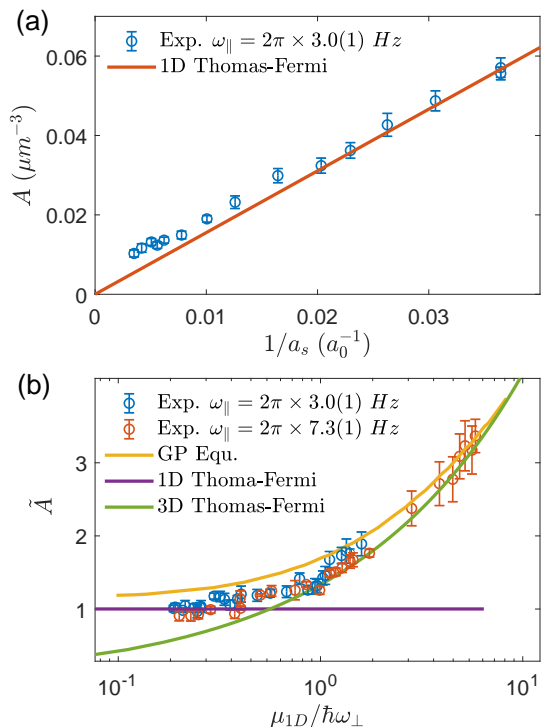 (a)
Exp. ω∥ = 2π × 3.0(1) Hz
1D Thomas-Fermi
0.06
0.04
0.02
0
A (μm⁻³)
0 0.01 0.02 0.03
1/aₛ (a₀⁻¹)
(b)
Exp. ω∥ = 2π × 3.0(1) Hz
Exp. ω∥ = 2π × 7.3(1) Hz
GP Equ.
1D Thoma-Fermi
3D Thomas-Fermi
3
2
1
Ã
10⁻¹ 10⁰ 10¹
μ₁D/ℏω⊥